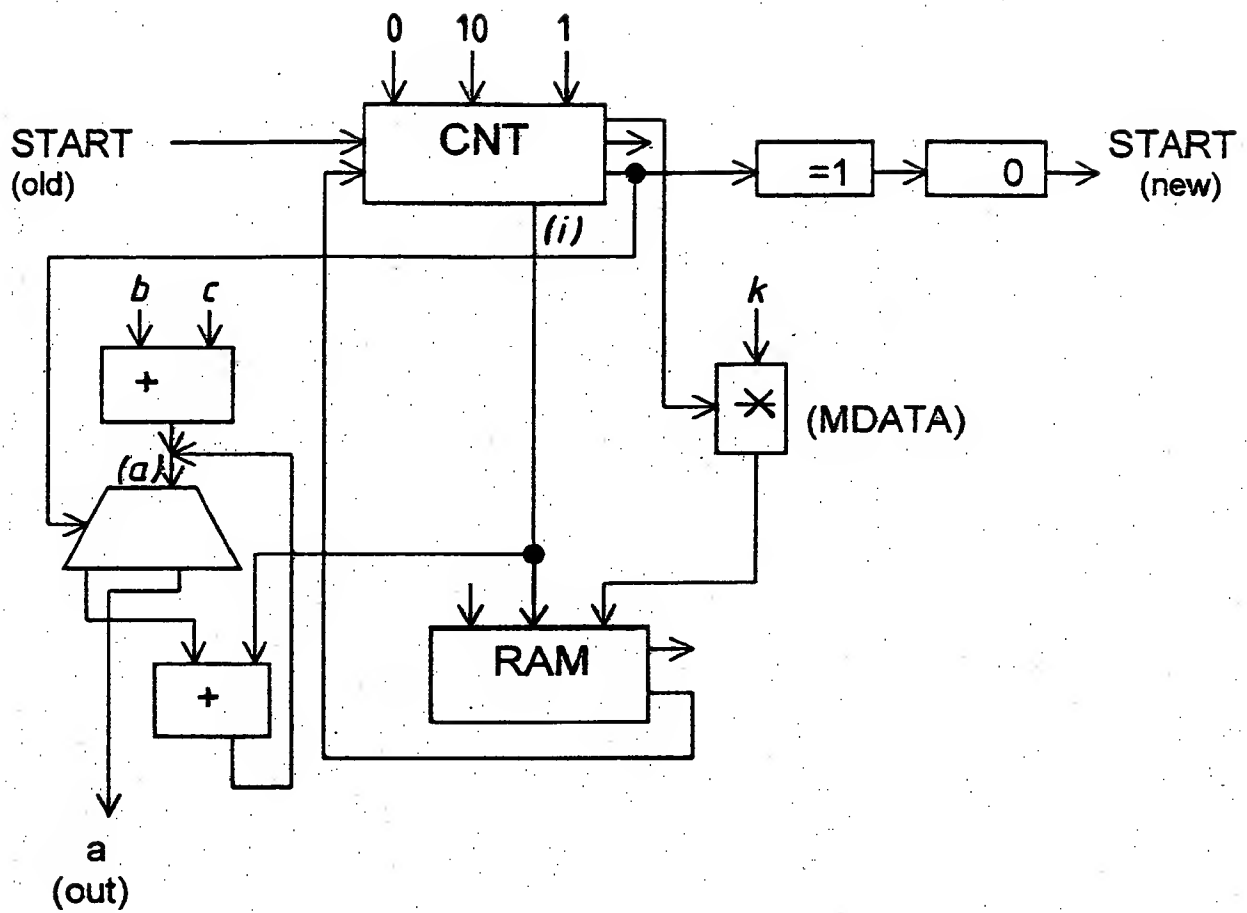 0 10 1
START
(old)
CNT
=1
0
START
(new)
(i)
b c
+
k
(MDATA)
(a)
RAM
+
a
(out)